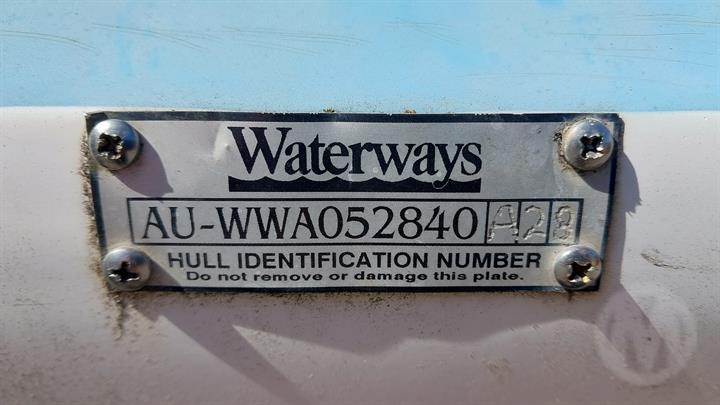 Waterways
AU-WWA052840 A28
HULL IDENTIFICATION NUMBER
Do not remove or damage this plate.